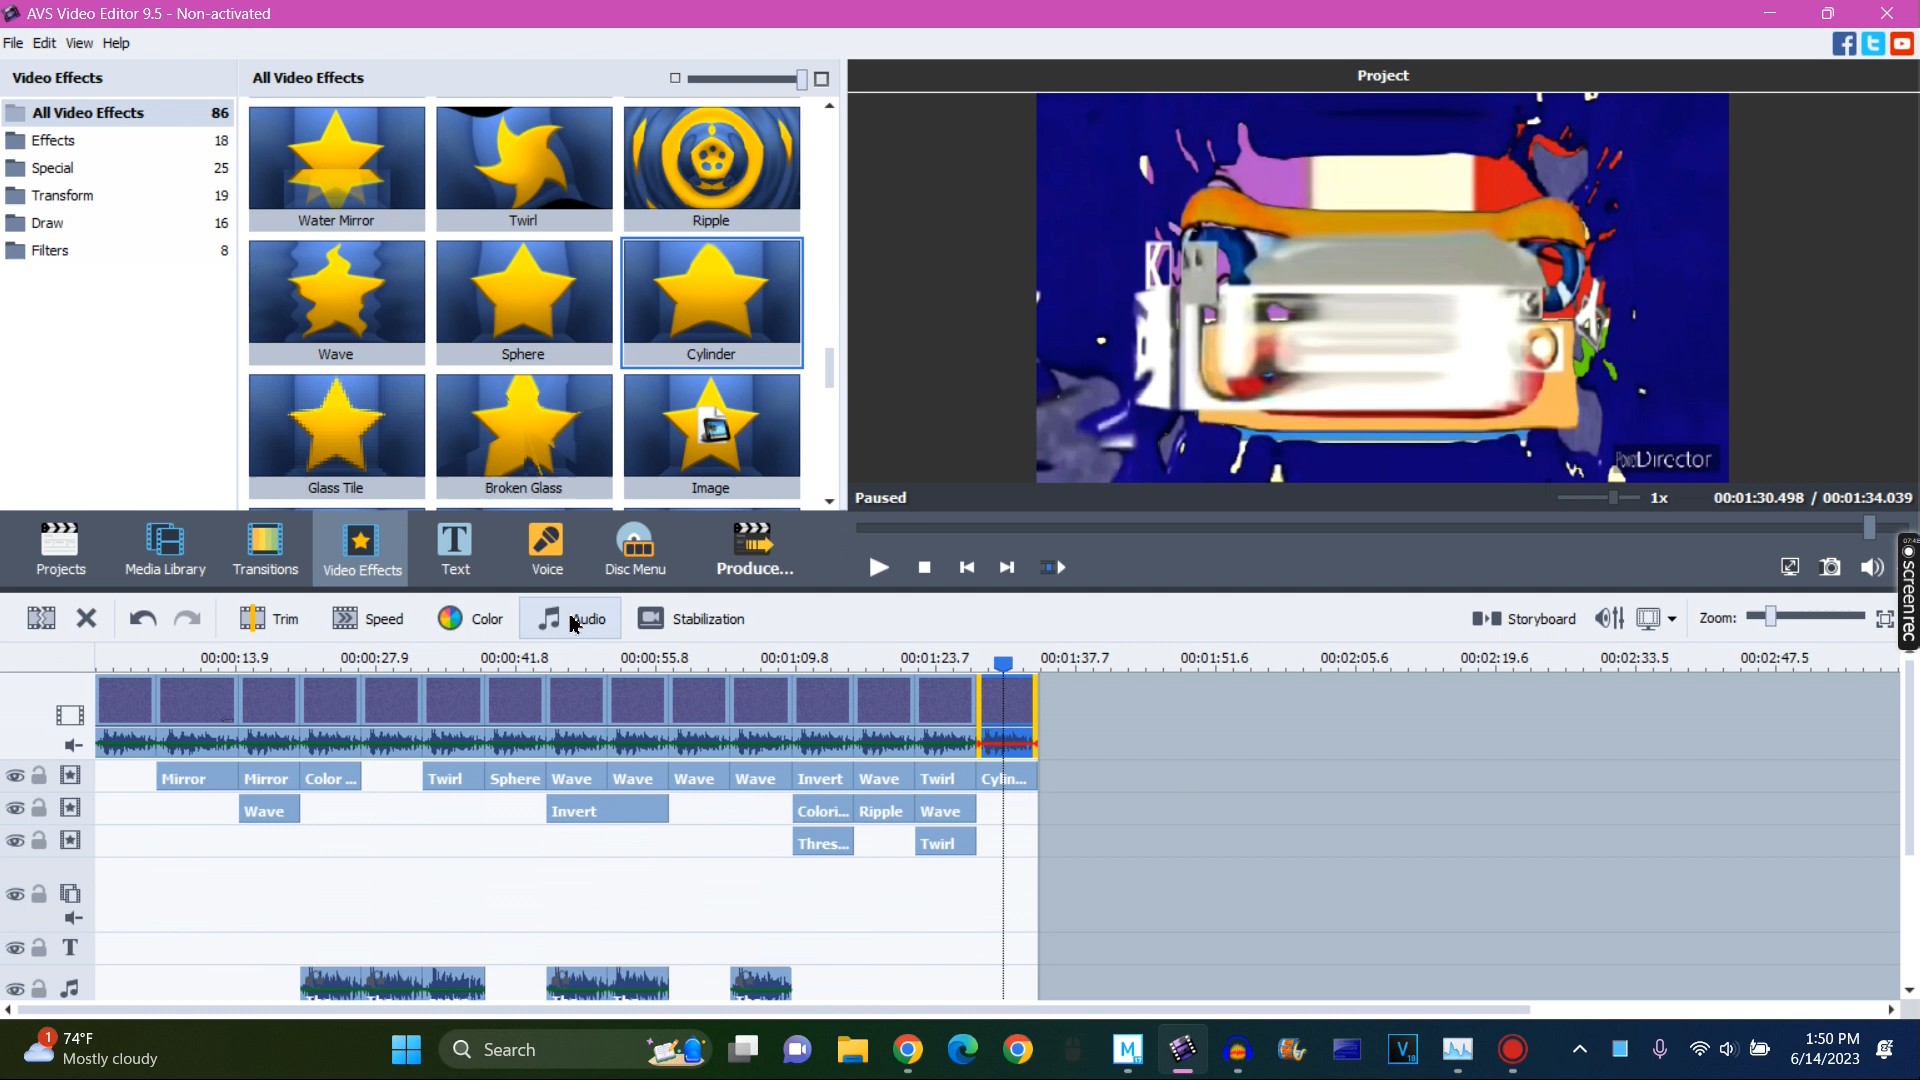 AVS Video Editor 9.5 - Non-activated
File Edit View Help
Video Effects
All Video Effects
Project
All Video Effects 86
Effects 18
Special 25
Transform 19
Draw 16
Filters 8
Water Mirror
Twirl
Ripple
Wave
Sphere
Cylinder
Glass Tile
Broken Glass
Image
Director
Paused
1x
00:01:30.498 / 00:01:34.039
Projects
Media Library
Transitions
Video Effects
Text
Voice
Disc Menu
Produce...
screenrec
Trim
Speed
Color
Audio
Stabilization
Storyboard
Zoom:
00:00:13.9 00:00:27.9 00:00:41.8 00:00:55.8 00:01:09.8 00:01:23.7 00:01:37.7 00:01:51.6 00:02:05.6 00:02:19.6 00:02:33.5 00:02:47.5
Mirror Mirror Color ... Twirl Sphere Wave Wave Wave Wave Invert Wave Twirl Cylin...
Wave Invert Colori... Ripple Wave
Thres... Twirl
T
1 74°F
Mostly cloudy
Search
1:50 PM
6/14/2023